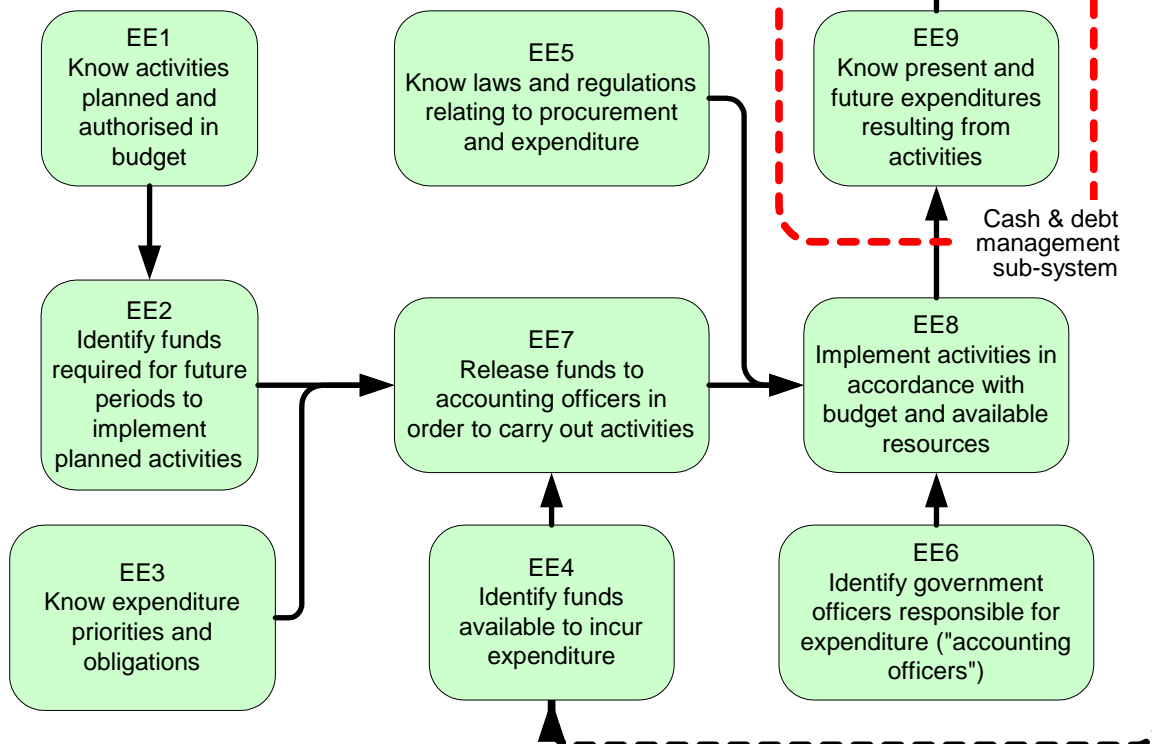 EE1
Know activities
planned and
authorised in
budget
EE5
Know laws and regulations
relating to procurement
and expenditure
EE9
Know present and
future expenditures
resulting from
activities
Cash & debt
management
sub-system
EE2
Identify funds
required for future
periods to
implement
planned activities
EE7
Release funds to
accounting officers in
order to carry out activities
EE8
Implement activities in
accordance with
budget and available
resources
EE3
Know expenditure
priorities and
obligations
EE4
Identify funds
available to incur
expenditure
EE6
Identify government
officers responsible for
expenditure ("accounting
officers")